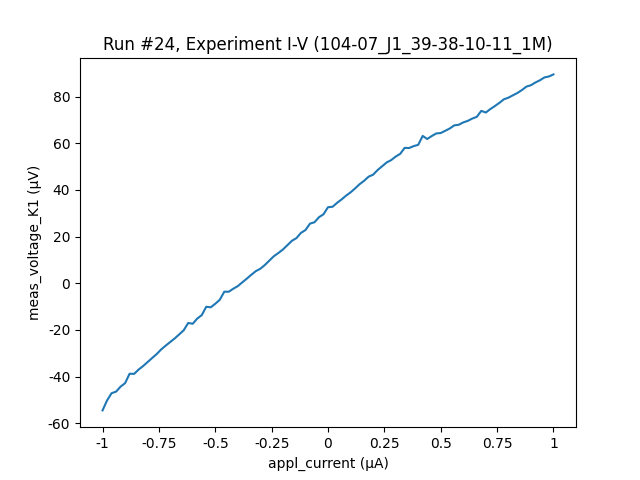 Run #24, Experiment I-V (104-07_J1_39-38-10-11_1M)
80
60
40
20
0
-20
-40
-60
meas_voltage_K1 (μV)
-1 -0.75 -0.5 -0.25 0 0.25 0.5 0.75 1
appl_current (μA)